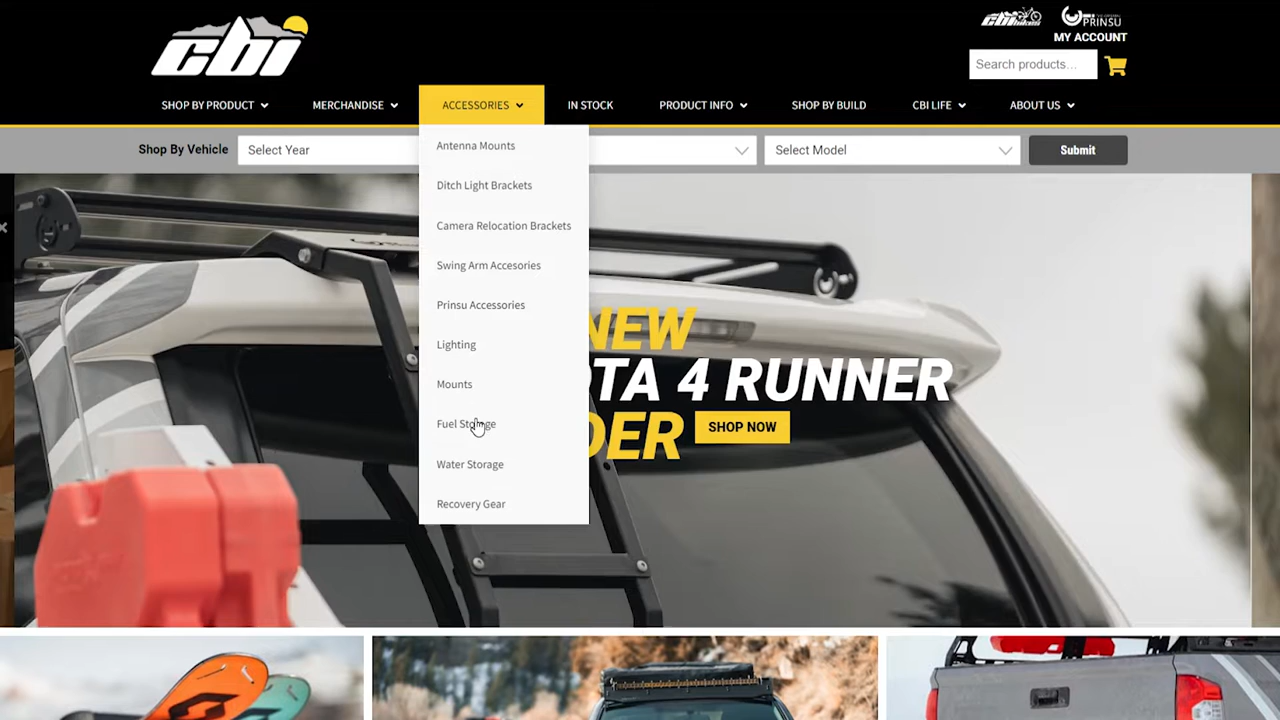 cbi
cbi bikes
PRINSU
MY ACCOUNT
Search products...
SHOP BY PRODUCT
MERCHANDISE
ACCESSORIES
IN STOCK
PRODUCT INFO
SHOP BY BUILD
CBI LIFE
ABOUT US
Shop By Vehicle
Select Year
Select Model
Submit
Antenna Mounts
Ditch Light Brackets
Camera Relocation Brackets
Swing Arm Accesories
Prinsu Accessories
Lighting
Mounts
Fuel Storage
Water Storage
Recovery Gear
NEW
OTA 4 RUNNER
DER
SHOP NOW